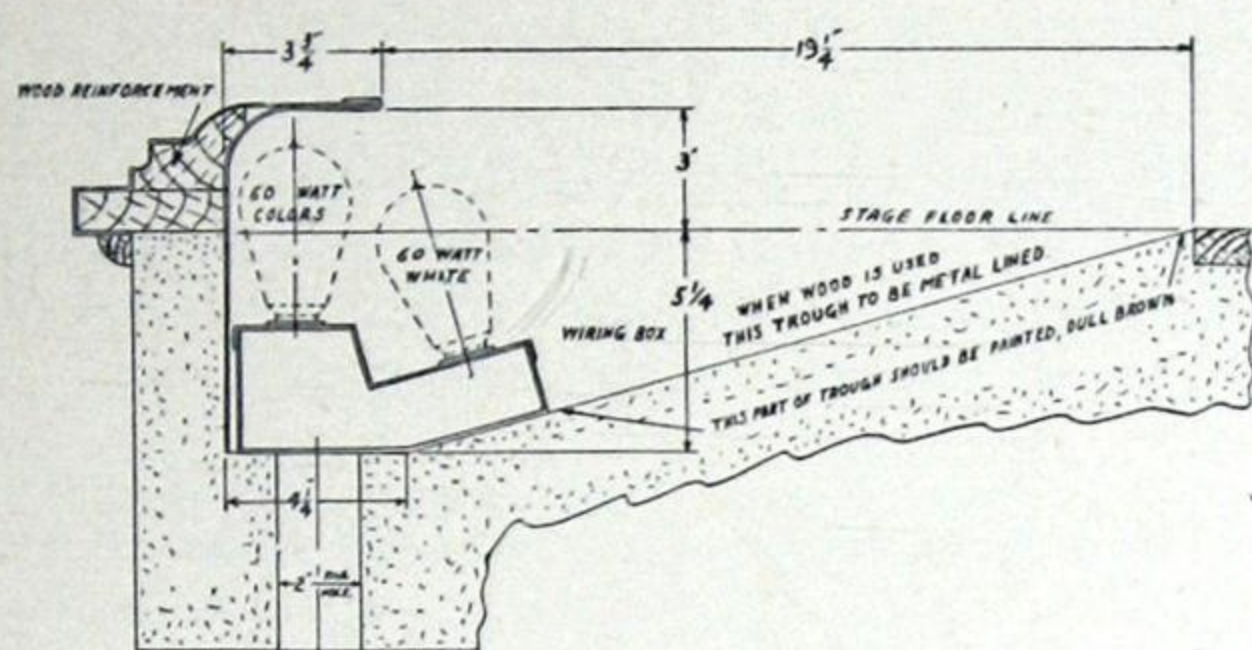 3 3/4"
19 1/4"
WOOD REINFORCEMENT
3"
60 WATT
COLORS
STAGE FLOOR LINE
60 WATT
WHITE
5 1/4
WHEN WOOD IS USED
THIS TROUGH TO BE METAL LINED
WIRING BOX
THIS PART OF TROUGH SHOULD BE PAINTED, DULL BROWN
4 1/4"
2" DIA
HOLE